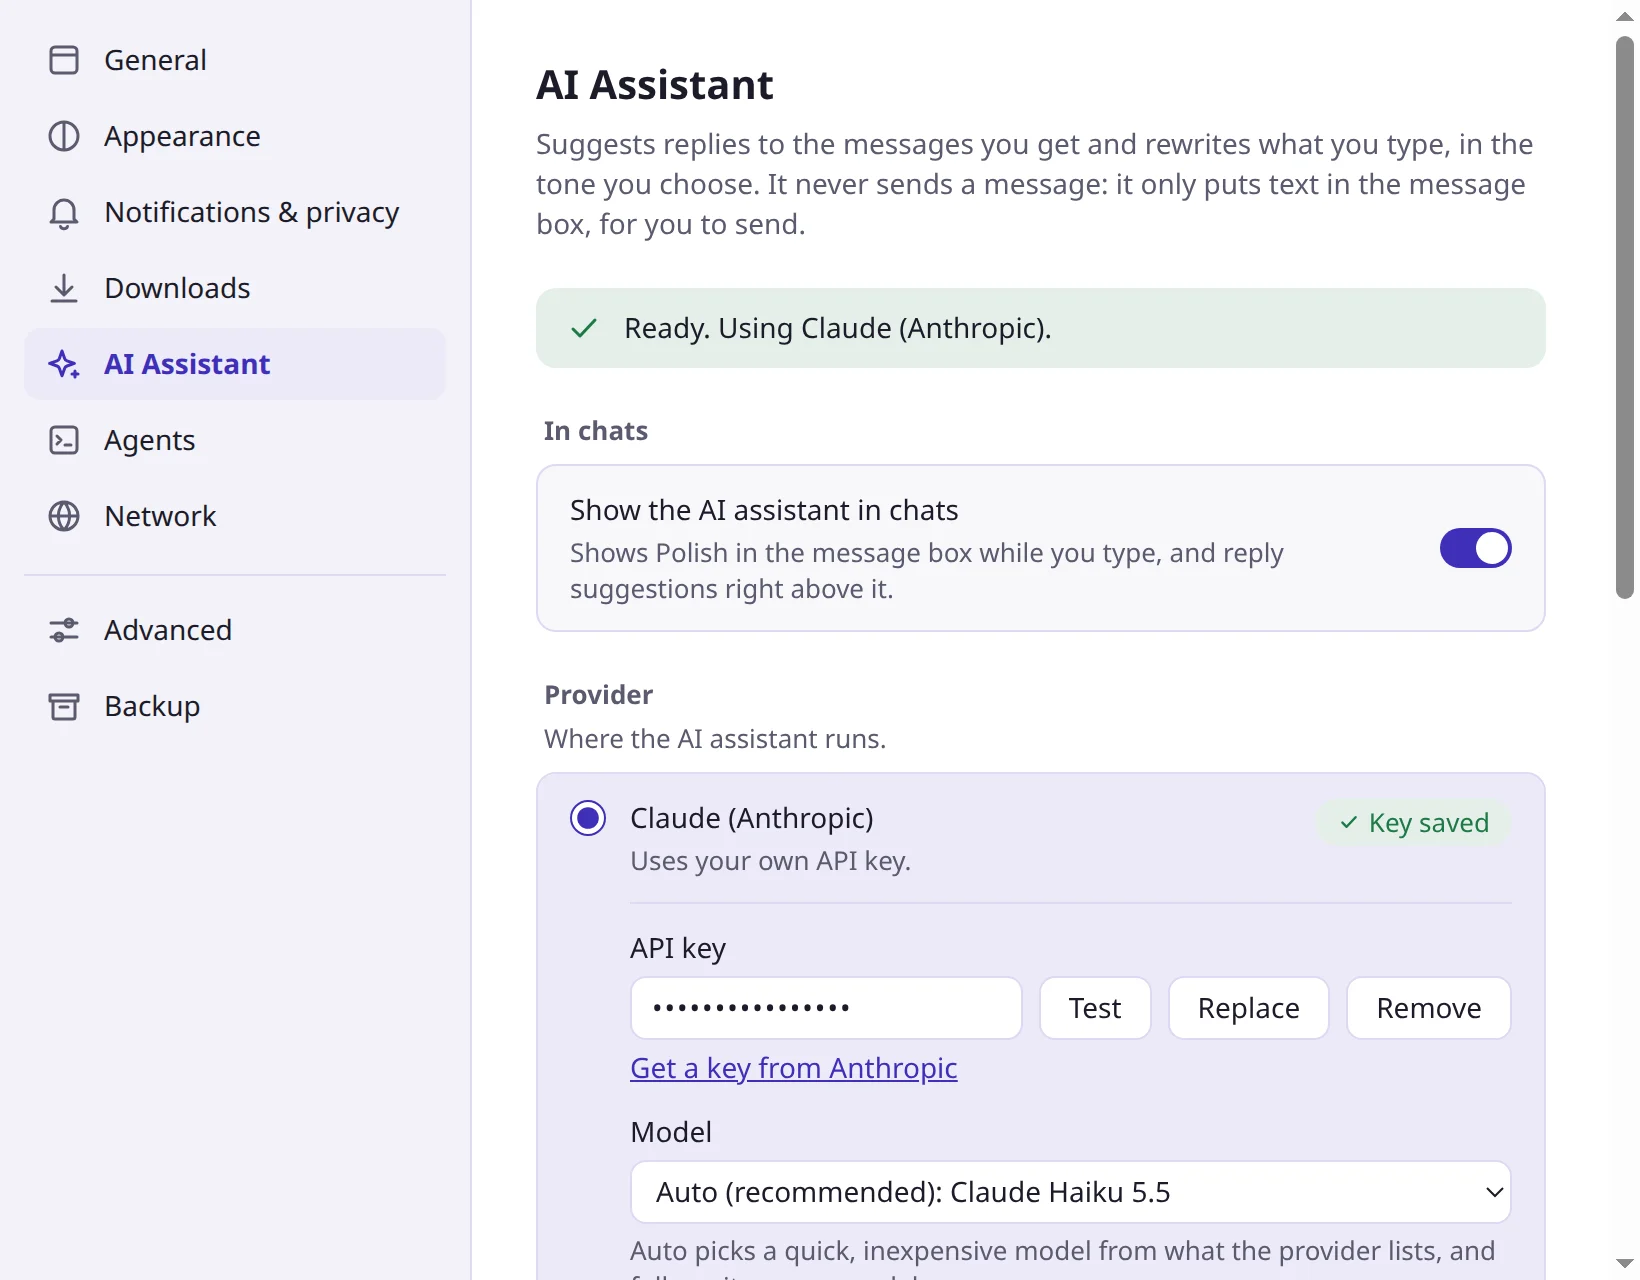 General
Appearance
Notifications & privacy
Downloads
AI Assistant
Agents
Network
Advanced
Backup
AI Assistant
Suggests replies to the messages you get and rewrites what you type, in the
tone you choose. It never sends a message: it only puts text in the message
box, for you to send.
Ready. Using Claude (Anthropic).
In chats
Show the AI assistant in chats
Shows Polish in the message box while you type, and reply
suggestions right above it.
Provider
Where the AI assistant runs.
Claude (Anthropic)
Key saved
Uses your own API key.
API key
••••••••••••••••
Test
Replace
Remove
Get a key from Anthropic
Model
Auto (recommended): Claude Haiku 5.5
Auto picks a quick, inexpensive model from what the provider lists, and